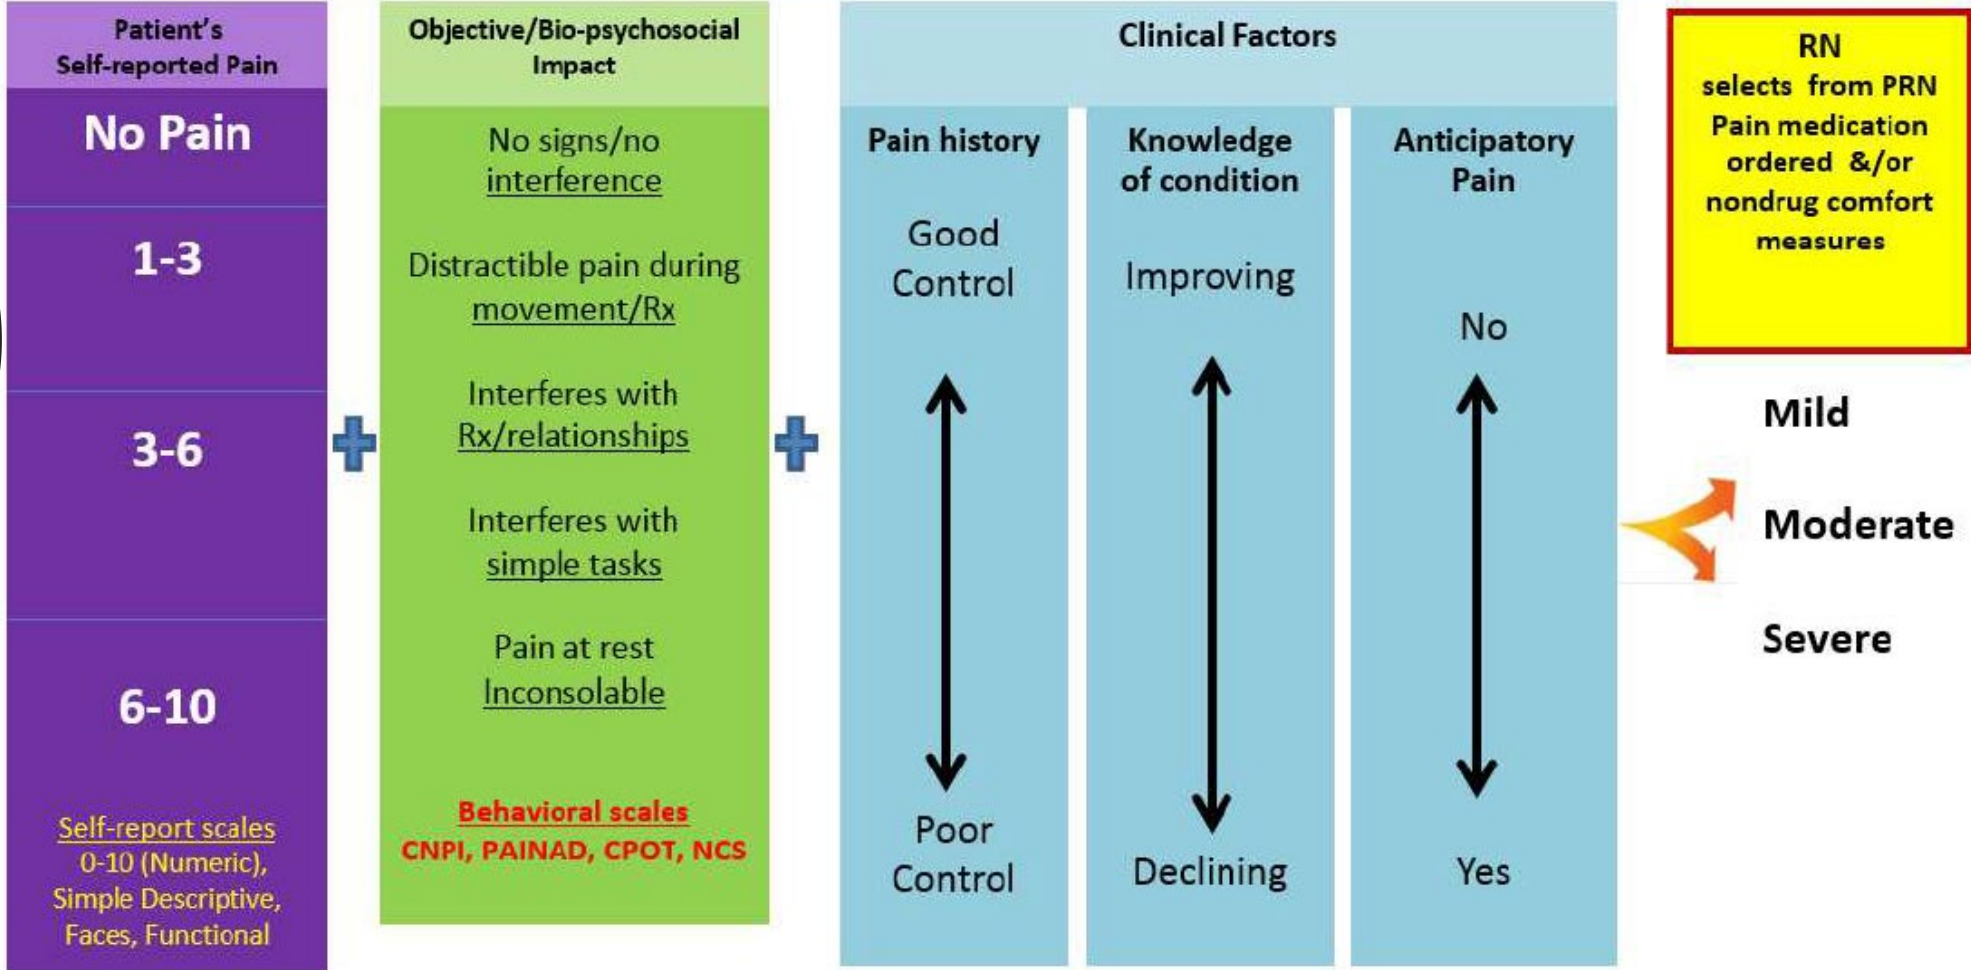 Patient’s
Self-reported Pain
No Pain
1-3
3-6
6-10
Self-report scales
0-10 (Numeric),
Simple Descriptive,
Faces, Functional
Objective/Bio-psychosocial
Impact
No signs/no
interference
Distractible pain during
movement/Rx
Interferes with
Rx/relationships
Interferes with
simple tasks
Pain at rest
Inconsolable
Behavioral scales
CNPI, PAINAD, CPOT, NCS
Clinical Factors
Pain history
Good
Control
Poor
Control
Knowledge
of condition
Improving
Declining
Anticipatory
Pain
No
Yes
RN
selects from PRN
Pain medication
ordered &/or
nondrug comfort
measures
Mild
Moderate
Severe